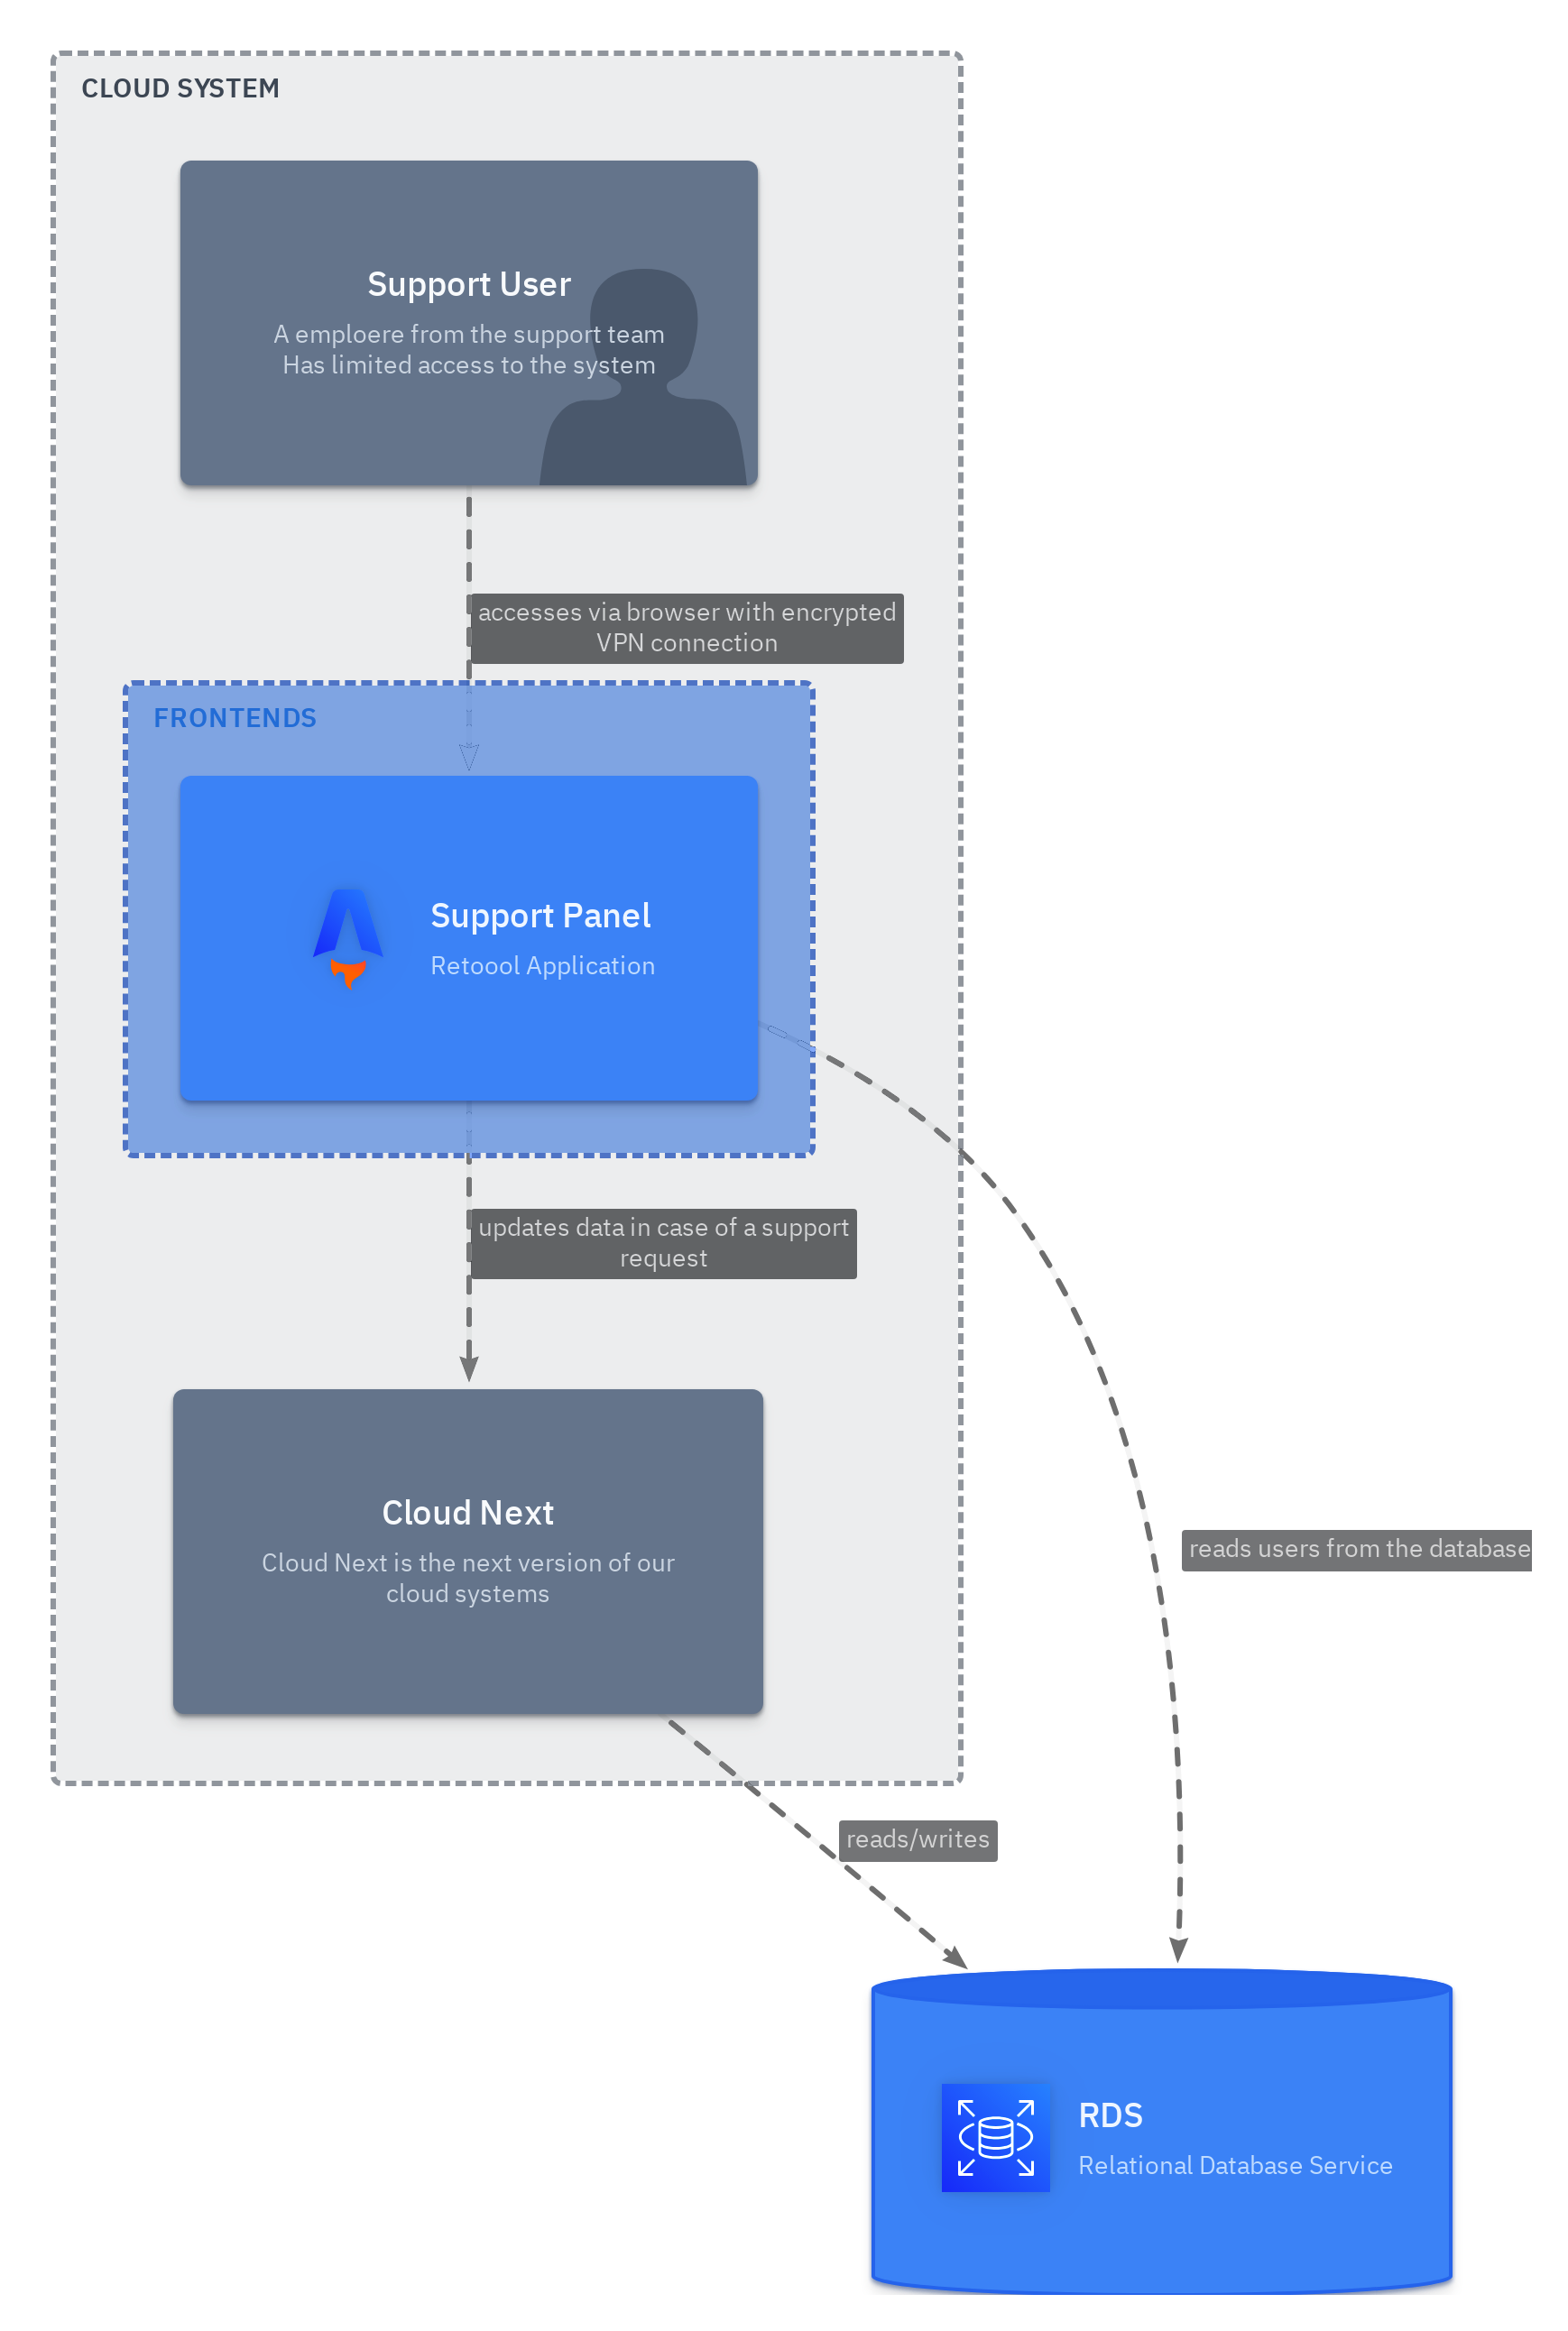 CLOUD SYSTEM
Support User
A emploere from the support team
Has limited access to the system
accesses via browser with encrypted
VPN connection
FRONTENDS
Support Panel
Retoool Application
updates data in case of a support
request
Cloud Next
Cloud Next is the next version of our
cloud systems
reads users from the database
reads/writes
RDS
Relational Database Service